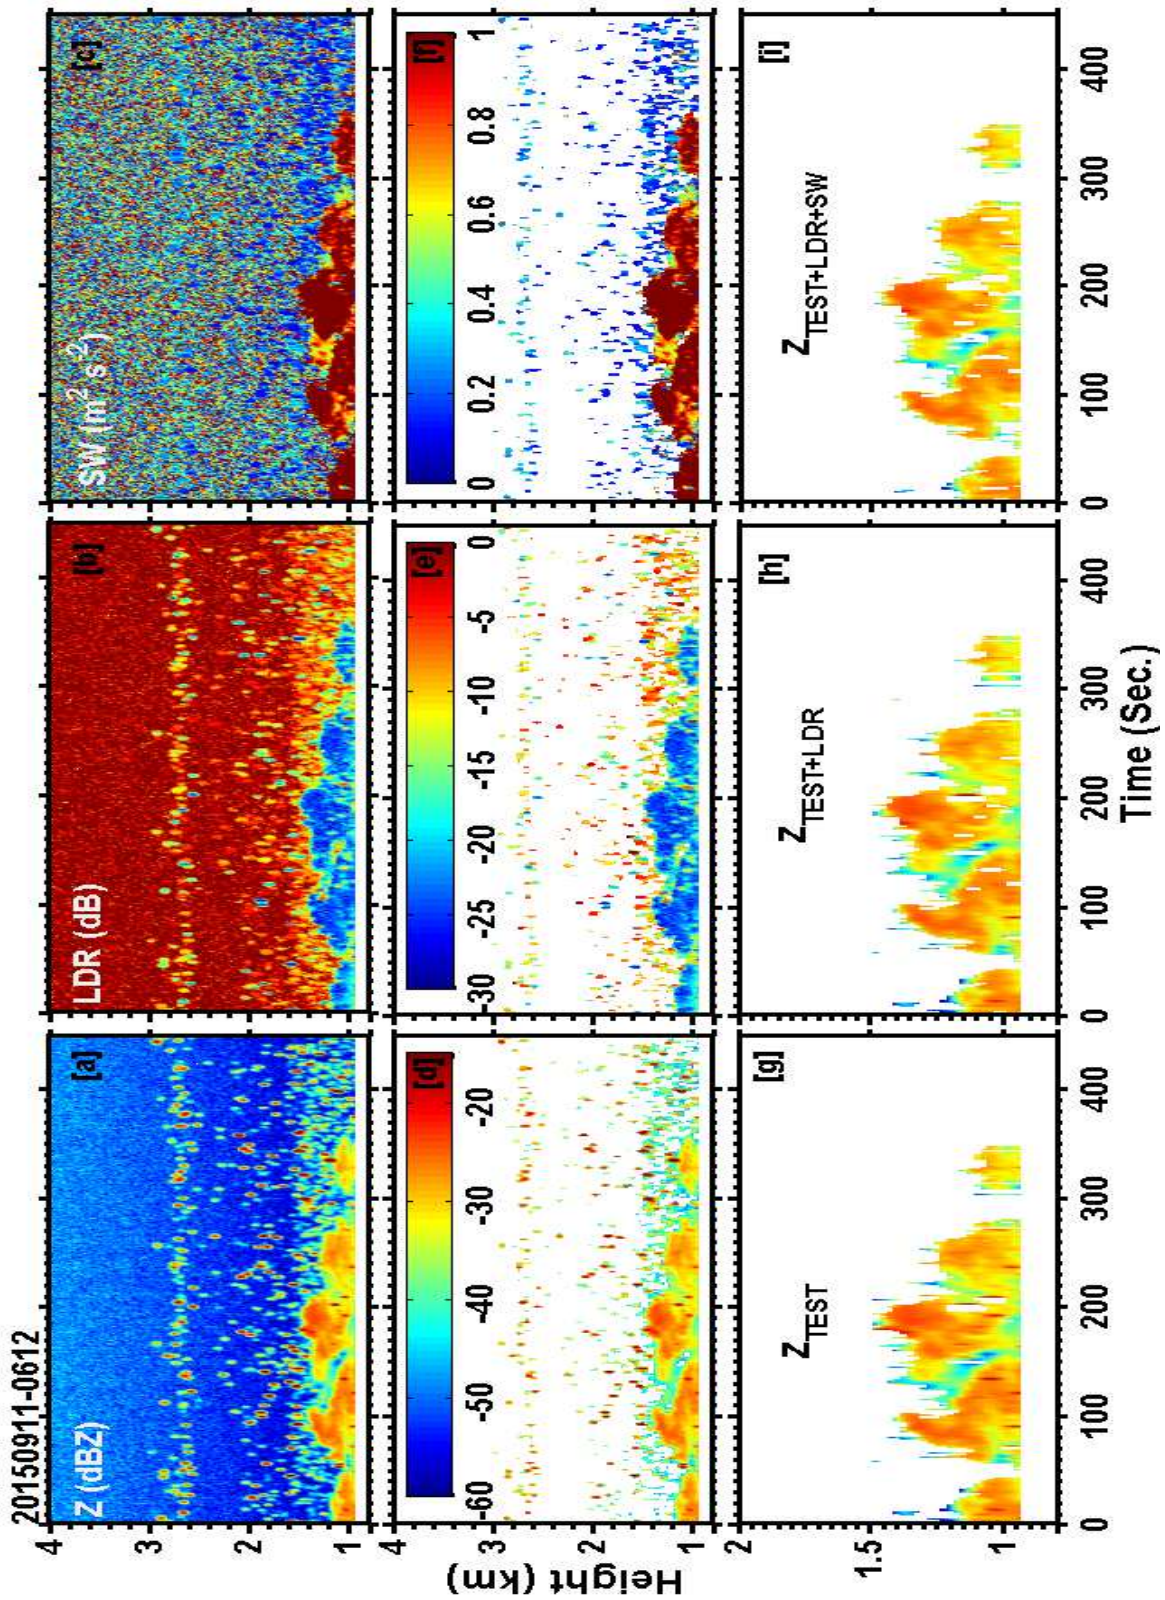 20150911-0612
Z (dBZ)
[a]
LDR (dB)
[b]
SW (m² s⁻²)
[c]
4
3
2
1
[d]
-60 -50 -40 -30 -20
[e]
-30 -25 -20 -15 -10 -5 0
[f]
0 0.2 0.4 0.6 0.8 1
4
3
2
1
Height (km)
Z_TEST
[g]
Z_TEST+LDR
[h]
Z_TEST+LDR+SW
[i]
2
1.5
1
0 100 200 300 400
0 100 200 300 400
0 100 200 300 400
Time (Sec.)